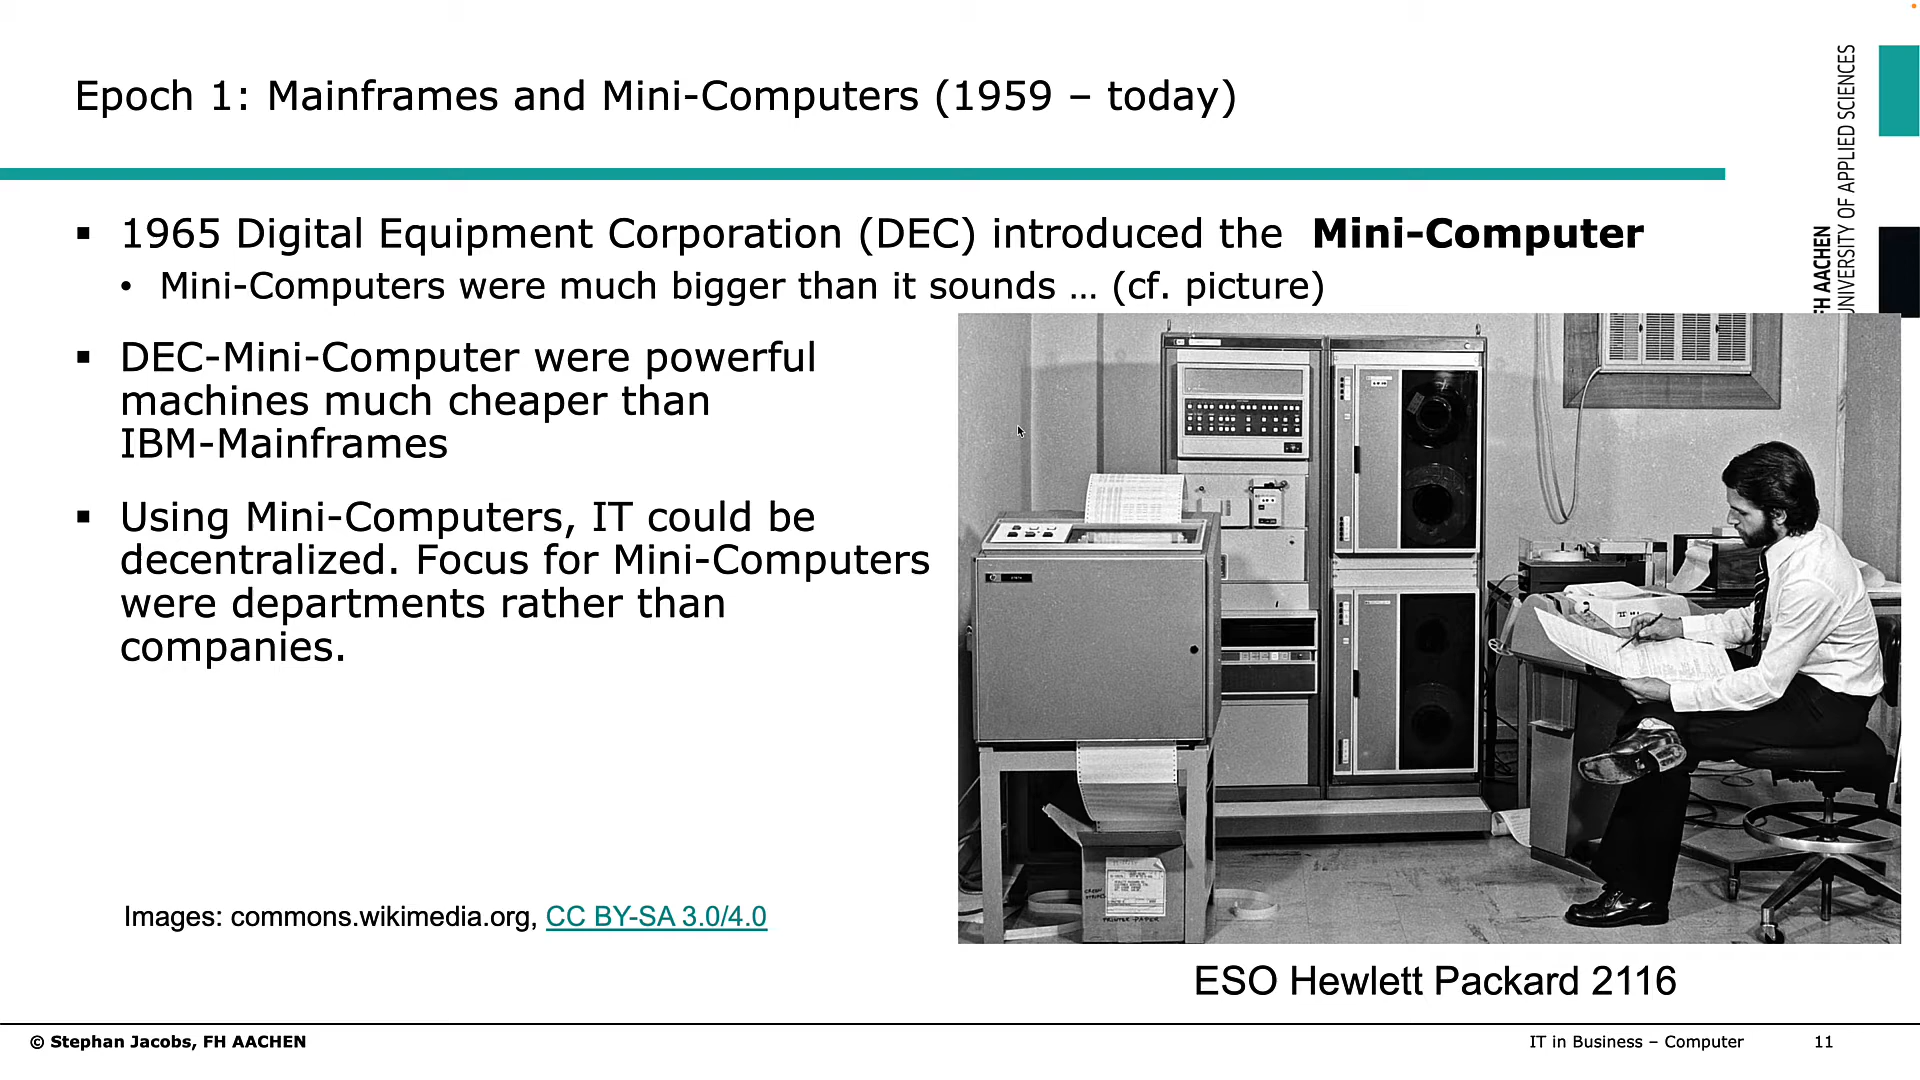 Epoch 1: Mainframes and Mini-Computers (1959 – today)
FH AACHEN
UNIVERSITY OF APPLIED SCIENCES
▪ 1965 Digital Equipment Corporation (DEC) introduced the Mini-Computer
• Mini-Computers were much bigger than it sounds … (cf. picture)
▪ DEC-Mini-Computer were powerful
machines much cheaper than
IBM-Mainframes
▪ Using Mini-Computers, IT could be
decentralized. Focus for Mini-Computers
were departments rather than
companies.
PRINTER PAPER
Images: commons.wikimedia.org, CC BY-SA 3.0/4.0
ESO Hewlett Packard 2116
© Stephan Jacobs, FH AACHEN
IT in Business – Computer 11